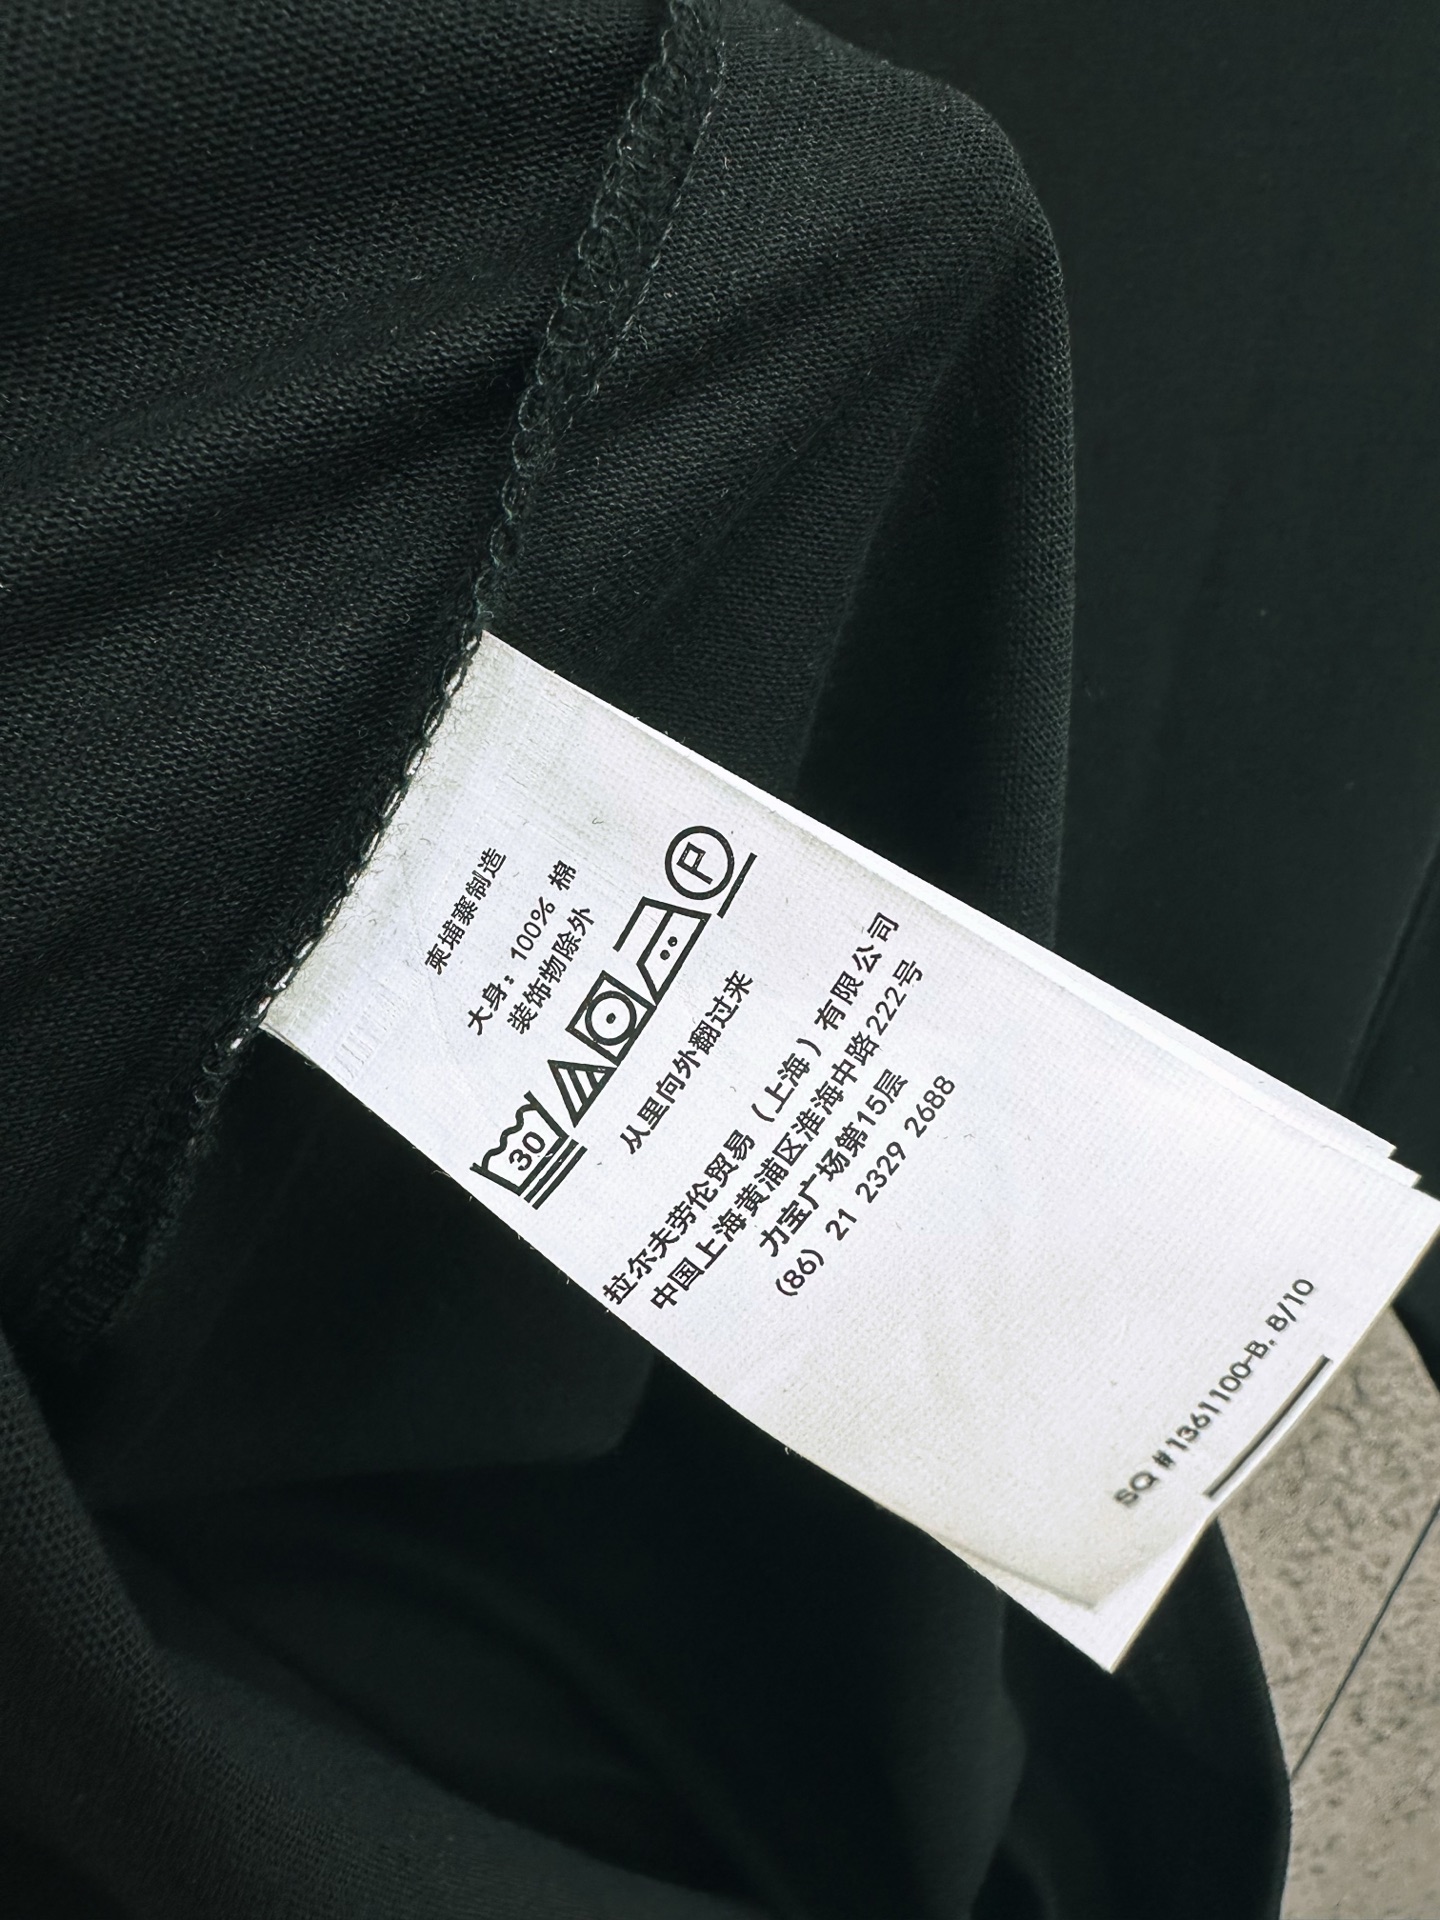 柬埔寨制造
大身：100% 棉
装饰物除外
30
P
从里向外翻过来
拉尔夫劳伦贸易（上海）有限公司
中国上海黄浦区淮海中路222号
力宝广场第15层
(86) 21 2329 2688
SQ #1361100-B. B/10